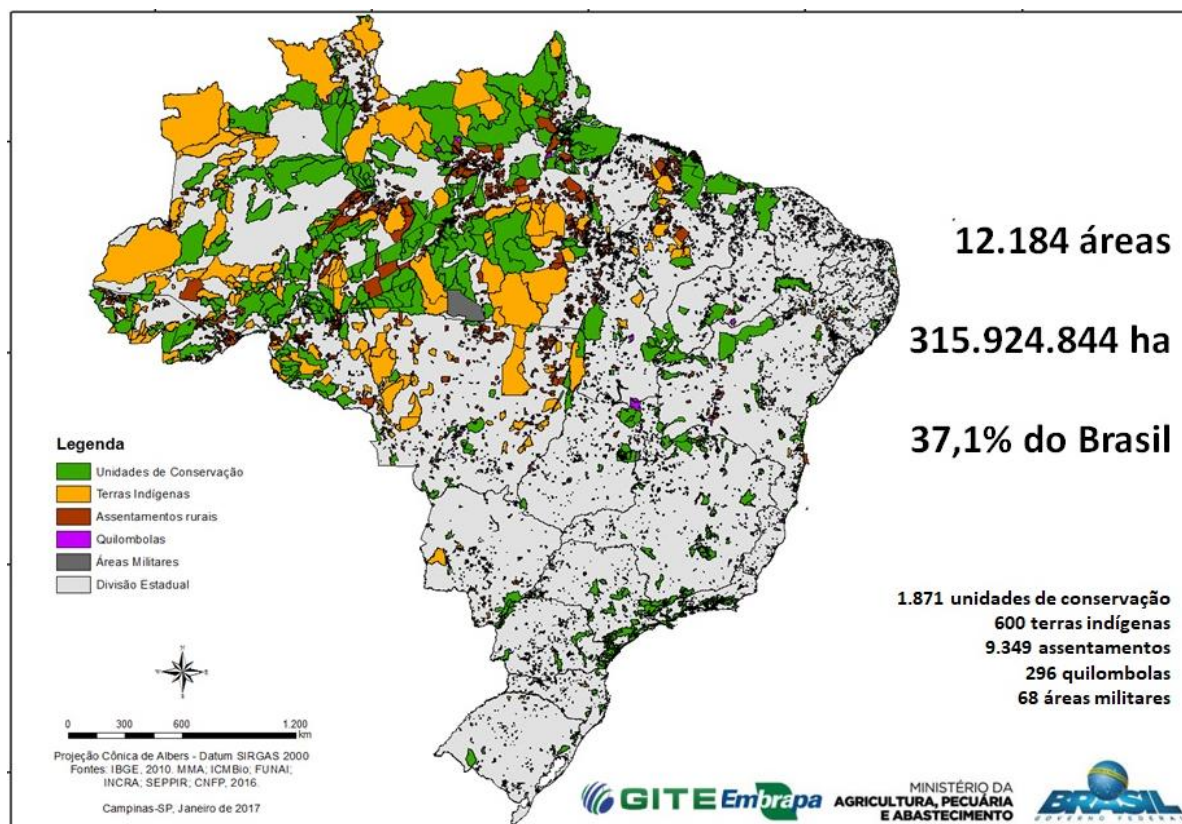 12.184 áreas
315.924.844 ha
37,1% do Brasil
Legenda
Unidades de Conservação
Terras Indígenas
Assentamentos rurais
Quilombolas
Áreas Militares
Divisão Estadual
1.871 unidades de conservação
600 terras indígenas
9.349 assentamentos
296 quilombolas
68 áreas militares
0 300 600 1.200
km
Projeção Cônica de Albers - Datum SIRGAS 2000
Fontes: IBGE, 2010. MMA; ICMBio; FUNAI;
INCRA; SEPPIR; CNFP, 2016.
Campinas-SP, Janeiro de 2017
GITE Embrapa
MINISTÉRIO DA
AGRICULTURA, PECUÁRIA
E ABASTECIMENTO
BRASIL
GOVERNO FEDERAL